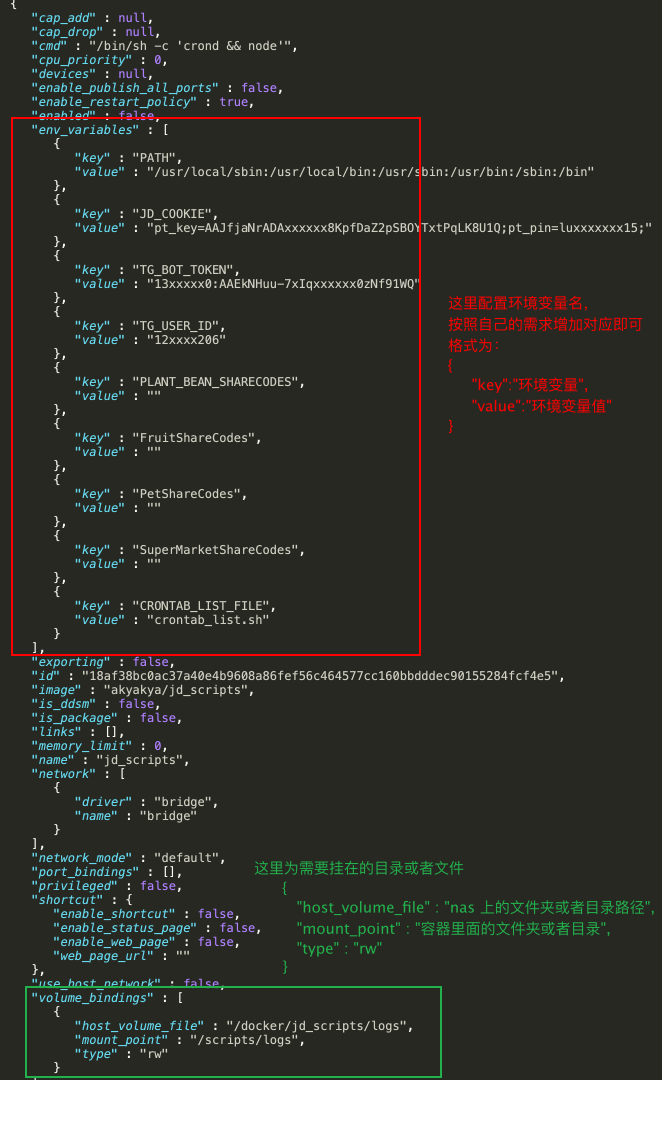 {
"cap_add" : null,
"cap_drop" : null,
"cmd" : "/bin/sh -c 'crond && node'",
"cpu_priority" : 0,
"devices" : null,
"enable_publish_all_ports" : false,
"enable_restart_policy" : true,
"enabled" : false,
"env_variables" : [
{
"key" : "PATH",
"value" : "/usr/local/sbin:/usr/local/bin:/usr/sbin:/usr/bin:/sbin:/bin"
},
{
"key" : "JD_COOKIE",
"value" : "pt_key=AAJfjaNrADAxxxxxx8KpfDaZ2pSBOYTxtPqLK8U1Q;pt_pin=luxxxxxxx15;"
},
{
"key" : "TG_BOT_TOKEN",
"value" : "13xxxxx0:AAEkNHuu-7xIqxxxxxx0zNf91WQ"
},
{
"key" : "TG_USER_ID",
"value" : "12xxxx206"
},
{
"key" : "PLANT_BEAN_SHARECODES",
"value" : ""
},
{
"key" : "FruitShareCodes",
"value" : ""
},
{
"key" : "PetShareCodes",
"value" : ""
},
{
"key" : "SuperMarketShareCodes",
"value" : ""
},
{
"key" : "CRONTAB_LIST_FILE",
"value" : "crontab_list.sh"
}
],
这里配置环境变量名，
按照自己的需求增加对应即可
格式为：
{
"key":"环境变量",
"value":"环境变量值"
}
"exporting" : false,
"id" : "18af38bc0ac37a40e4b9608a86fef56c464577cc160bbdddec90155284fcf4e5",
"image" : "akyakya/jd_scripts",
"is_ddsm" : false,
"is_package" : false,
"links" : [],
"memory_limit" : 0,
"name" : "jd_scripts",
"network" : [
{
"driver" : "bridge",
"name" : "bridge"
}
],
"network_mode" : "default",
"port_bindings" : [],
"privileged" : false,
"shortcut" : {
"enable_shortcut" : false,
"enable_status_page" : false,
"enable_web_page" : false,
"web_page_url" : ""
},
这里为需要挂在的目录或者文件
{
"host_volume_file" : "nas 上的文件夹或者目录路径",
"mount_point" : "容器里面的文件夹或者目录",
"type" : "rw"
}
"use_host_network" : false,
"volume_bindings" : [
{
"host_volume_file" : "/docker/jd_scripts/logs",
"mount_point" : "/scripts/logs",
"type" : "rw"
}